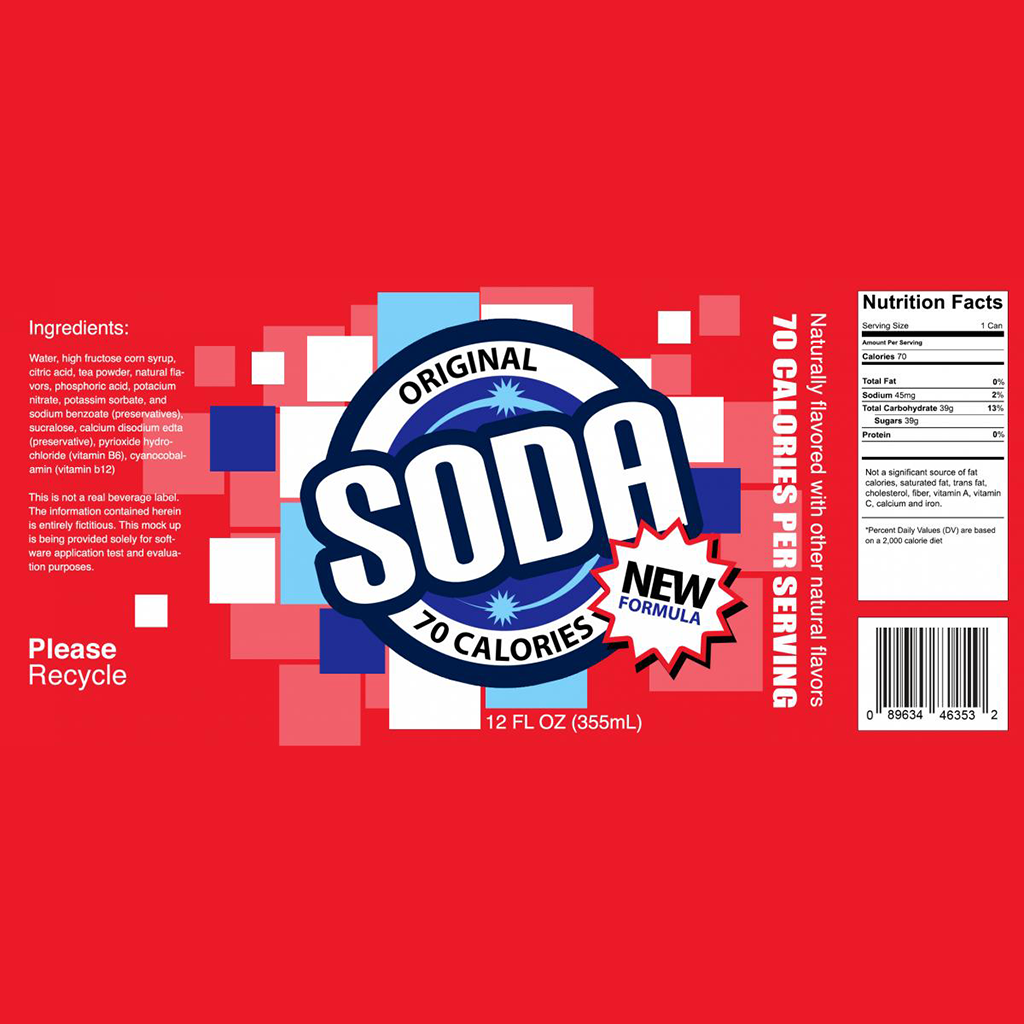 Ingredients:
Water, high fructose corn syrup,
citric acid, tea powder, natural fla-
vors, phosphoric acid, potacium
nitrate, potassim sorbate, and
sodium benzoate (preservatives),
sucralose, calcium disodium edta
(preservative), pyrioxide hydro-
chloride (vitamin B6), cyanocobal-
amin (vitamin b12)
This is not a real beverage label.
The information contained herein
is entirely fictitious. This mock up
is being provided solely for soft-
ware application test and evalua-
tion purposes.
Please
Recycle
ORIGINAL
SODA
70 CALORIES
NEW
FORMULA
12 FL OZ (355mL)
Naturally flavored with other natural flavors
70 CALORIES PER SERVING
Nutrition Facts
Serving Size 1 Can
Amount Per Serving
Calories 70
Total Fat 0%
Sodium 45mg 2%
Total Carbohydrate 39g 13%
Sugars 39g
Protein 0%
Not a significant source of fat
calories, saturated fat, trans fat,
cholesterol, fiber, vitamin A, vitamin
C, calcium and iron.
*Percent Daily Values (DV) are based
on a 2,000 calorie diet
0 89634 46353 2